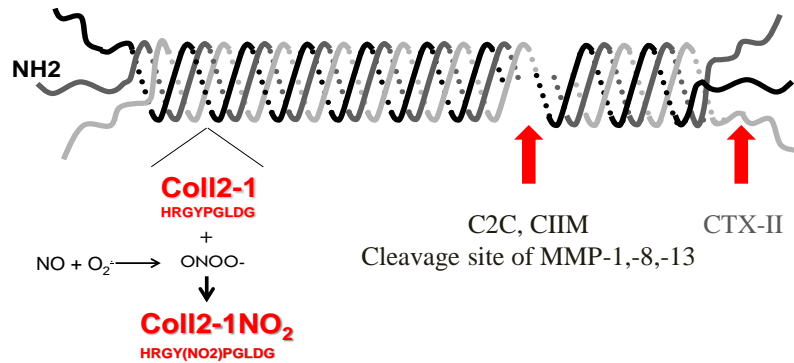 NH2
Coll2-1
HRGYPGLDG
+
NO + O₂·⁻ ONOO-
Coll2-1NO₂
HRGY(NO2)PGLDG
C2C, CIIM
Cleavage site of MMP-1,-8,-13
CTX-II